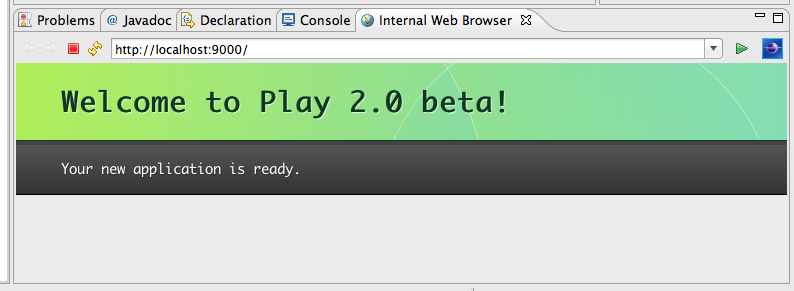 Problems @ Javadoc Declaration Console Internal Web Browser
http://localhost:9000/
Welcome to Play 2.0 beta!
Your new application is ready.